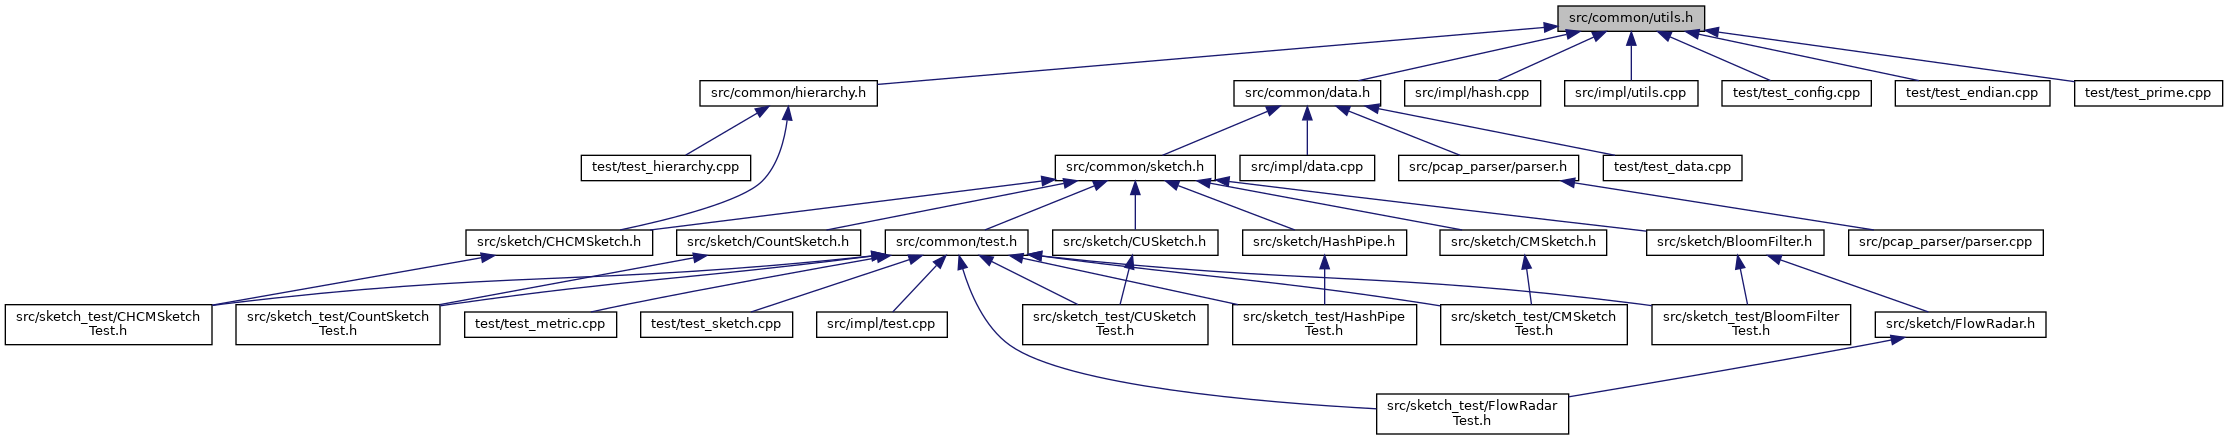 src/common/utils.h
src/common/hierarchy.h
src/common/data.h
src/impl/hash.cpp
src/impl/utils.cpp
test/test_config.cpp
test/test_endian.cpp
test/test_prime.cpp
test/test_hierarchy.cpp
src/common/sketch.h
src/impl/data.cpp
src/pcap_parser/parser.h
test/test_data.cpp
src/sketch/CHCMSketch.h
src/sketch/CountSketch.h
src/common/test.h
src/sketch/CUSketch.h
src/sketch/HashPipe.h
src/sketch/CMSketch.h
src/sketch/BloomFilter.h
src/pcap_parser/parser.cpp
src/sketch_test/CHCMSketch
Test.h
src/sketch_test/CountSketch
Test.h
test/test_metric.cpp
test/test_sketch.cpp
src/impl/test.cpp
src/sketch_test/CUSketch
Test.h
src/sketch_test/HashPipe
Test.h
src/sketch_test/CMSketch
Test.h
src/sketch_test/BloomFilter
Test.h
src/sketch/FlowRadar.h
src/sketch_test/FlowRadar
Test.h